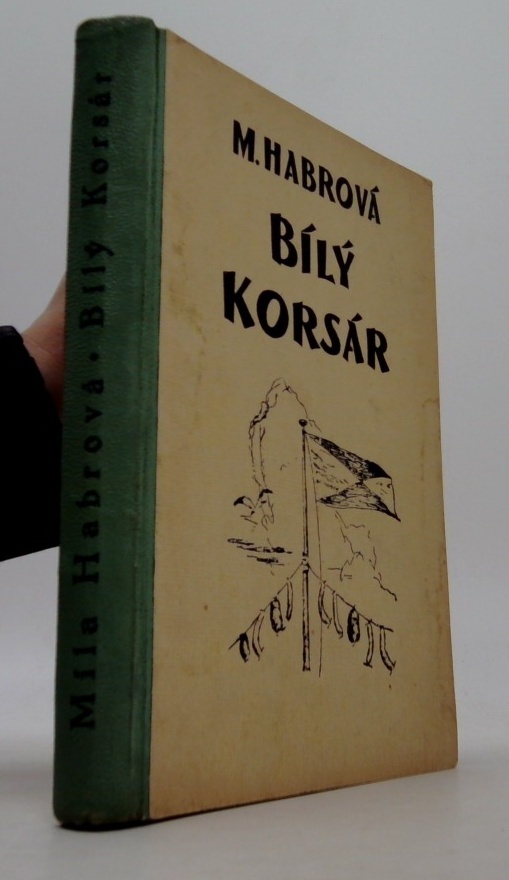 Míla Habrová • Bílý Korsár
M. HABROVÁ
BÍLÝ
KORSÁR